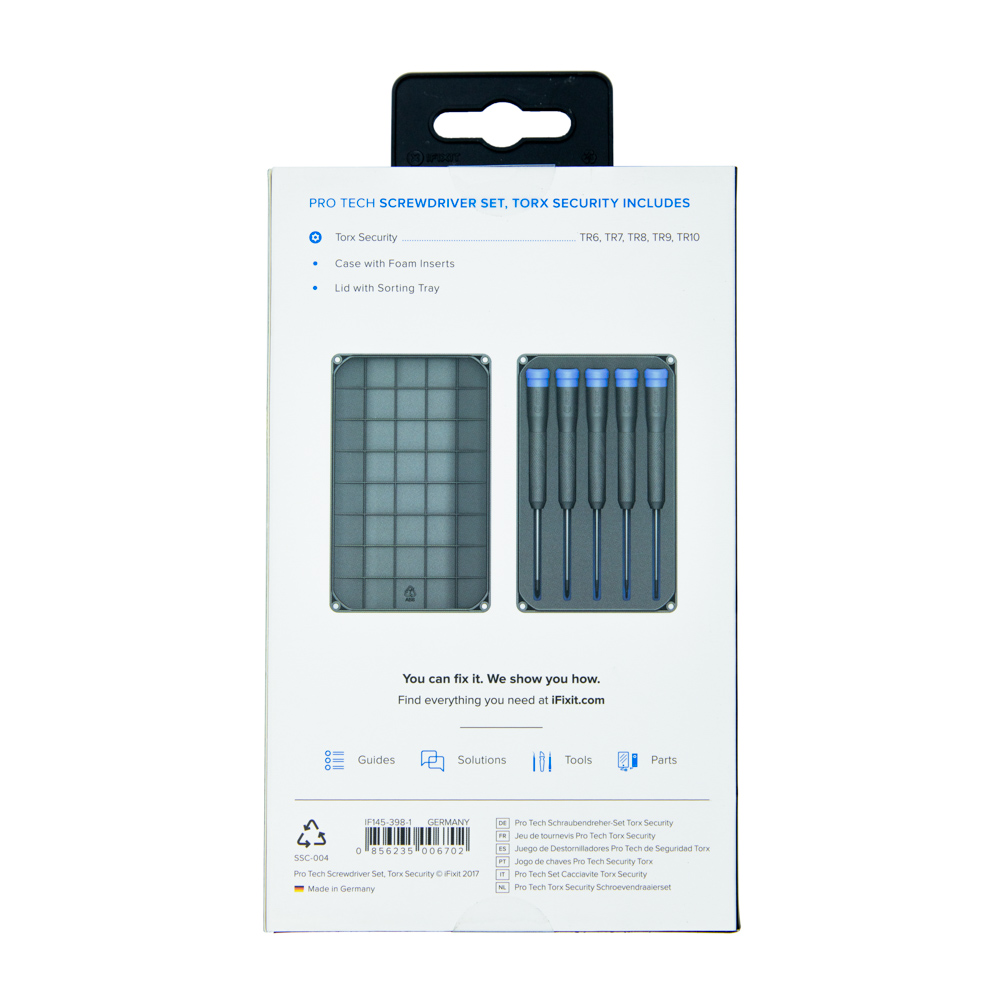 iFIXIT
PRO TECH SCREWDRIVER SET, TORX SECURITY INCLUDES
Torx Security TR6, TR7, TR8, TR9, TR10
Case with Foam Inserts
Lid with Sorting Tray
You can fix it. We show you how.
Find everything you need at iFixit.com
Guides Solutions Tools Parts
SSC-004
IF145-398-1 GERMANY
0 856235 006702
Pro Tech Screwdriver Set, Torx Security © iFixit 2017
Made in Germany
DE Pro Tech Schraubendreher-Set Torx Security
FR Jeu de tournevis Pro Tech Torx Security
ES Juego de Destornilladores Pro Tech de Seguridad Torx
PT Jogo de chaves Pro Tech Security Torx
IT Pro Tech Set Cacciavite Torx Security
NL Pro Tech Torx Security Schroevendraaierset